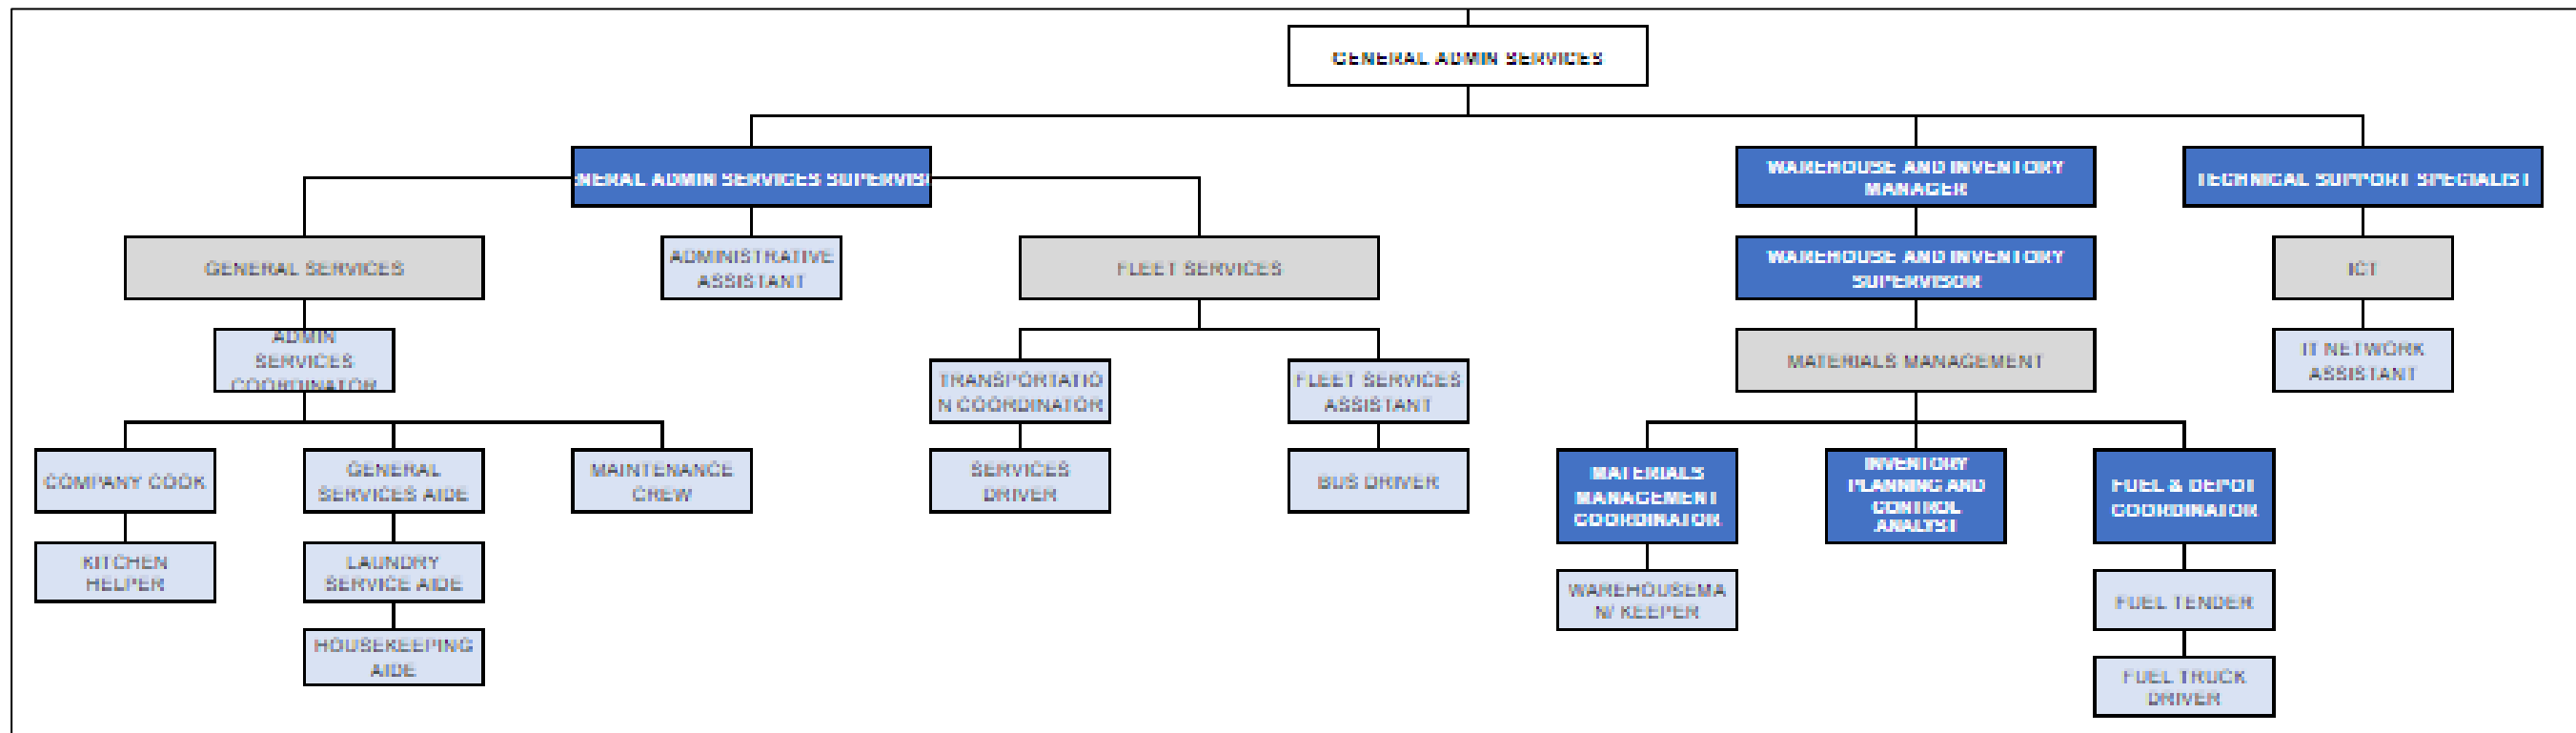 GENERAL ADMIN SERVICES
NERAL ADMIN SERVICES SUPERVIS
WAREHOUSE AND INVENTORY
MANAGER
TECHNICAL SUPPORT SPECIALIST
GENERAL SERVICES
ADMINISTRATIVE
ASSISTANT
FLEET SERVICES
WAREHOUSE AND INVENTORY
SUPERVISOR
ICT
ADMIN
SERVICES
COORDINATOR
TRANSPORTATIO
N COORDINATOR
FLEET SERVICES
ASSISTANT
MATERIALS MANAGEMENT
IT NETWORK
ASSISTANT
COMPANY COOK
GENERAL
SERVICES AIDE
MAINTENANCE
CREW
SERVICES
DRIVER
BUS DRIVER
MATERIALS
MANAGEMENT
COORDINATOR
INVENTORY
PLANNING AND
CONTROL
ANALYST
FUEL & DEPOT
COORDINATOR
KITCHEN
HELPER
LAUNDRY
SERVICE AIDE
WAREHOUSEMA
N/ KEEPER
FUEL TENDER
HOUSEKEEPING
AIDE
FUEL TRUCK
DRIVER